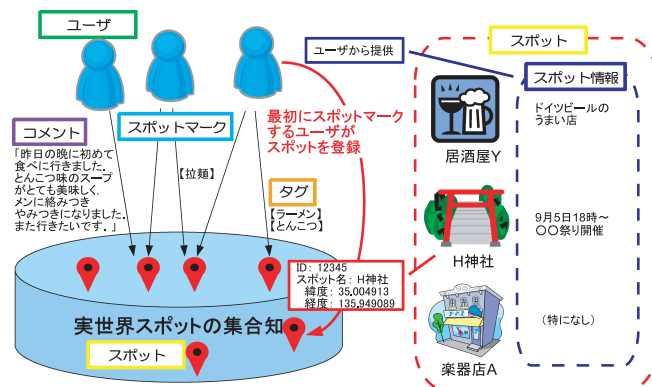 ユーザ
ユーザから提供
スポット
スポット情報
ドイツビールの
うまい店
最初にスポットマーク
するユーザが
スポットを登録
コメント
スポットマーク
居酒屋Y
「昨日の晩に初めて
食べに行きました.
とんこつ味のスープ
がとても美味しく,
メンに絡みつき
やみつきになりました.
また行きたいです.」
【拉麺】
タグ
【ラーメン】
【とんこつ】
9月5日18時~
〇〇祭り開催
H神社
ID: 12345
スポット名: H神社
緯度: 35,004913
経度: 135,949089
実世界スポットの集合知
スポット
(特になし)
楽器店A